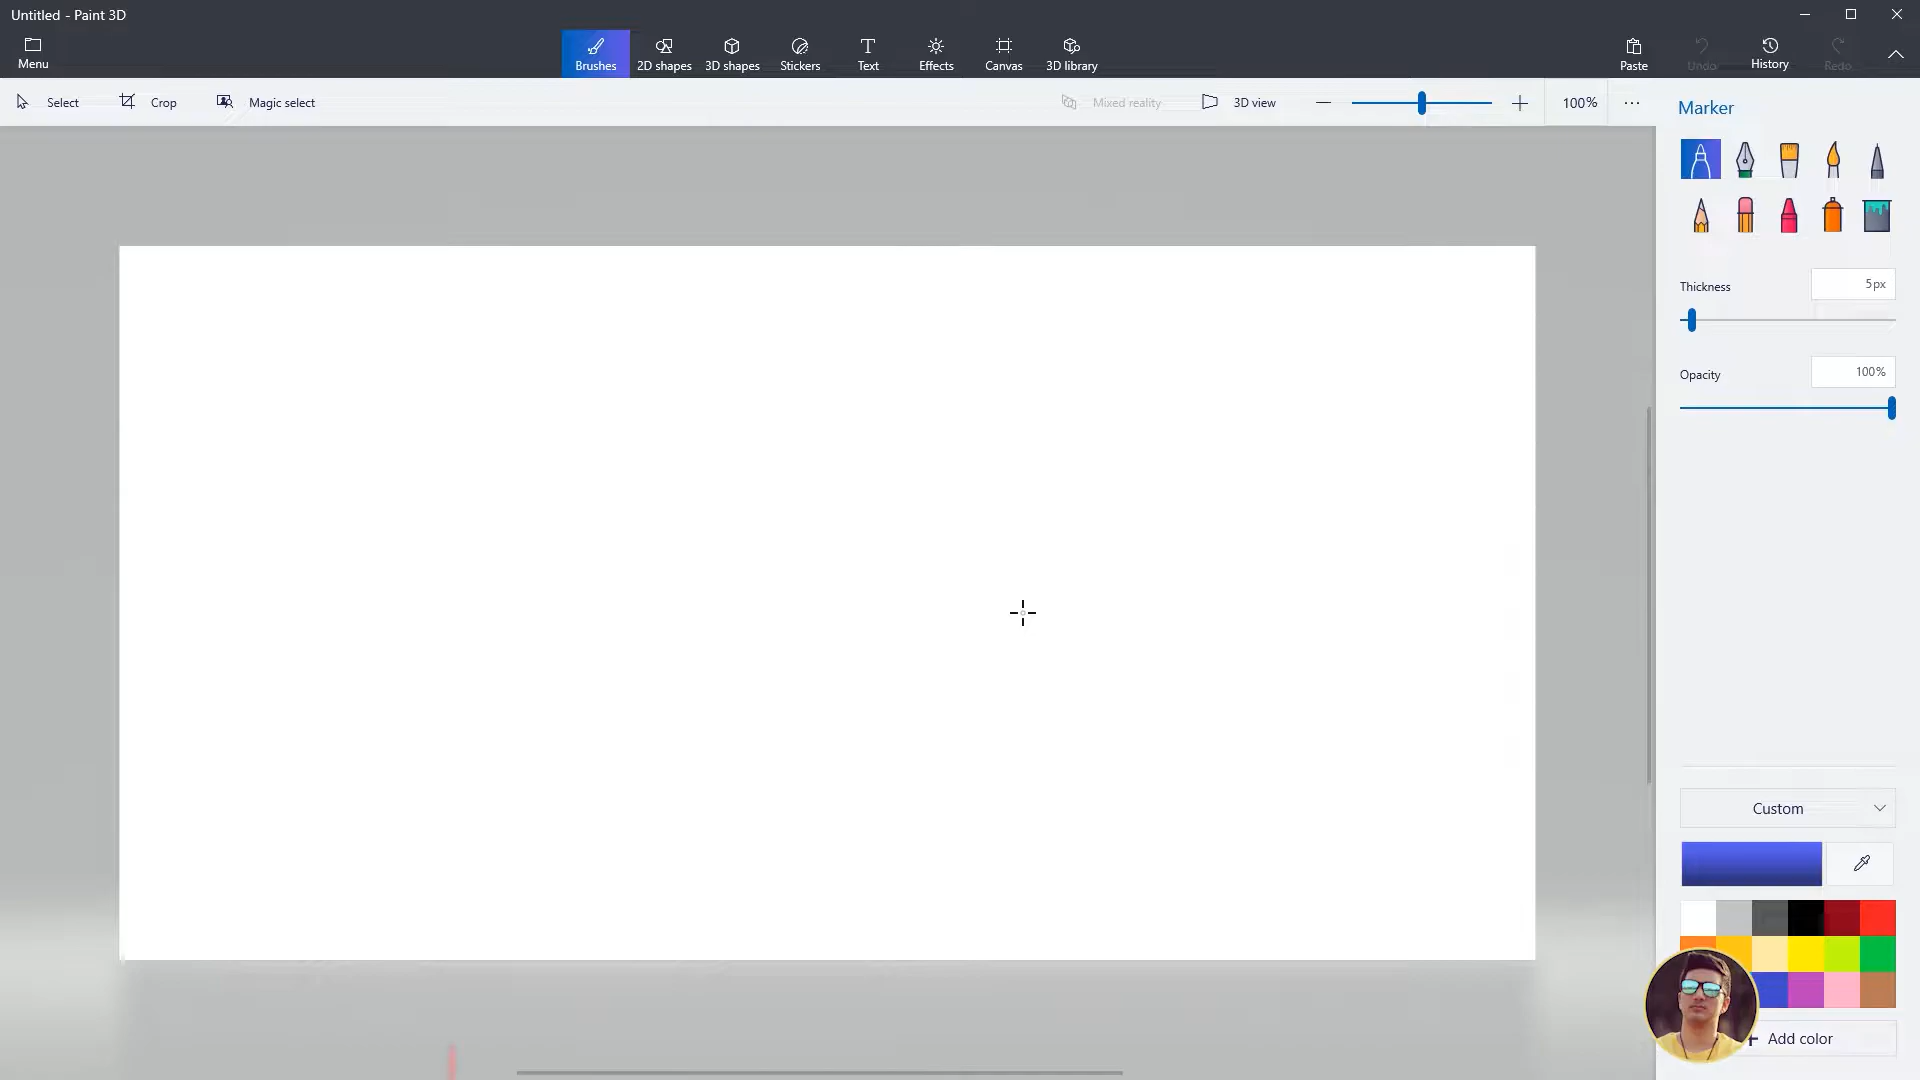 Untitled - Paint 3D
Menu
Brushes
2D shapes
3D shapes
Stickers
Text
Effects
Canvas
3D library
Paste
Undo
History
Redo
Select
Crop
Magic select
Mixed reality
3D view
100%
Marker
Thickness
5px
Opacity
100%
Custom
Add color